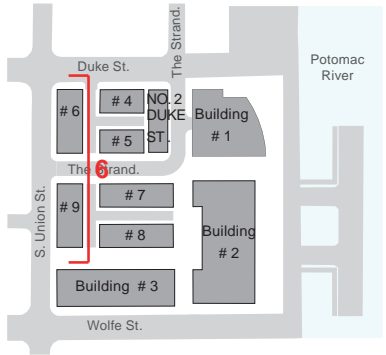 The Strand.
Duke St.
Potomac
River
# 6
# 4
NO. 2
DUKE
ST.
# 5
Building
# 1
The Strand.
6
S. Union St.
# 9
# 7
# 8
Building
# 2
Building # 3
Wolfe St.